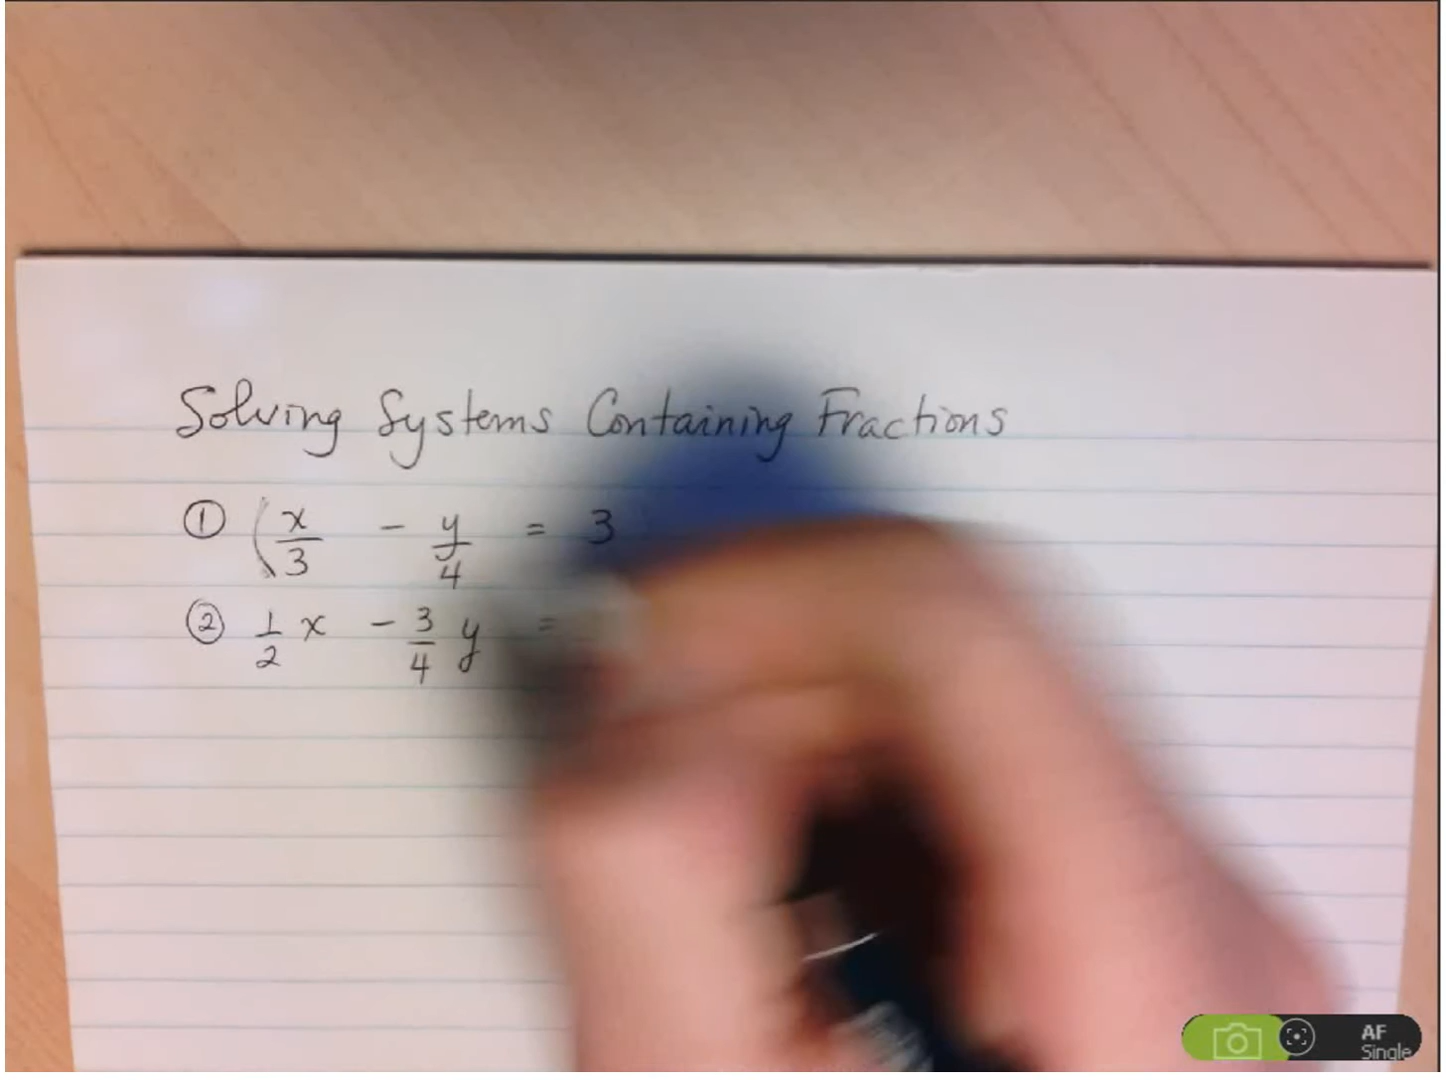 Solving Systems Containing Fractions
① (x/3 - y/4 = 3
② 1/2 x - 3/4 y =
AF
Single